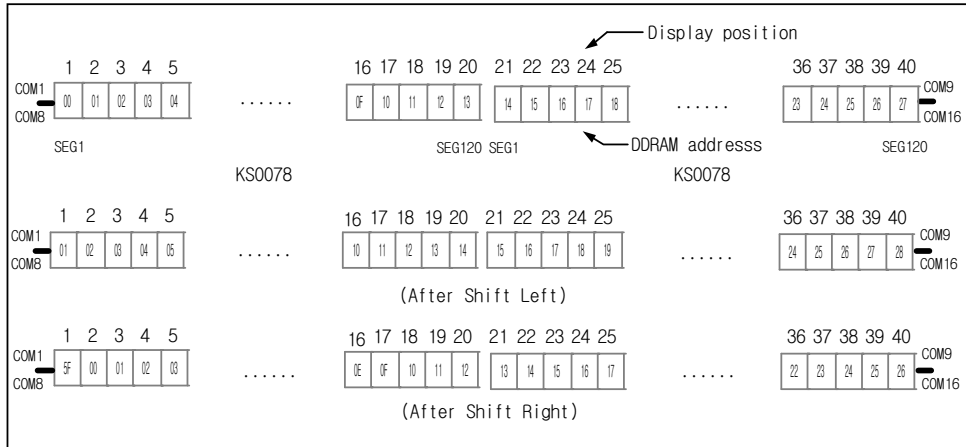 Display position
1 2 3 4 5 16 17 18 19 20 21 22 23 24 25 36 37 38 39 40
COM1 COM9
00 01 02 03 04 ...... 0F 10 11 12 13 14 15 16 17 18 ...... 23 24 25 26 27
COM8 COM16
SEG1 SEG120 SEG1 DDRAM addresss SEG120
KS0078 KS0078
1 2 3 4 5 16 17 18 19 20 21 22 23 24 25 36 37 38 39 40
COM1 COM9
01 02 03 04 05 ...... 10 11 12 13 14 15 16 17 18 19 ...... 24 25 26 27 28
COM8 COM16
(After Shift Left)
1 2 3 4 5 16 17 18 19 20 21 22 23 24 25 36 37 38 39 40
COM1 COM9
5F 00 01 02 03 ...... 0E 0F 10 11 12 13 14 15 16 17 ...... 22 23 24 25 26
COM8 COM16
(After Shift Right)